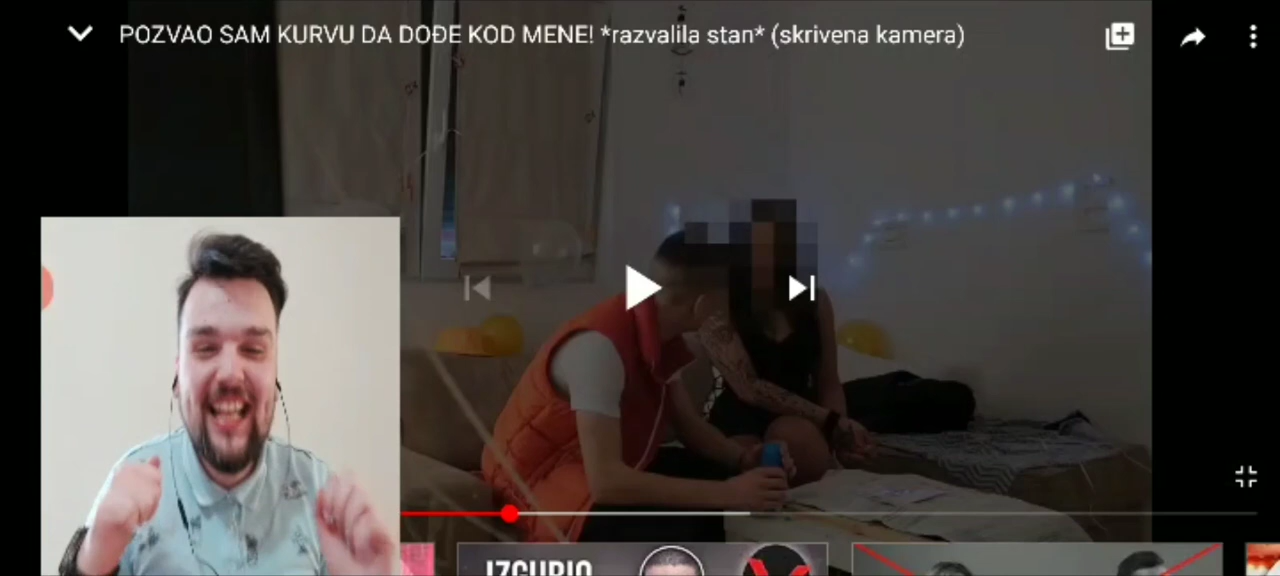 POZVAO SAM KURVU DA DOĐE KOD MENE! *razvalila stan* (skrivena kamera)
IZGUBIO